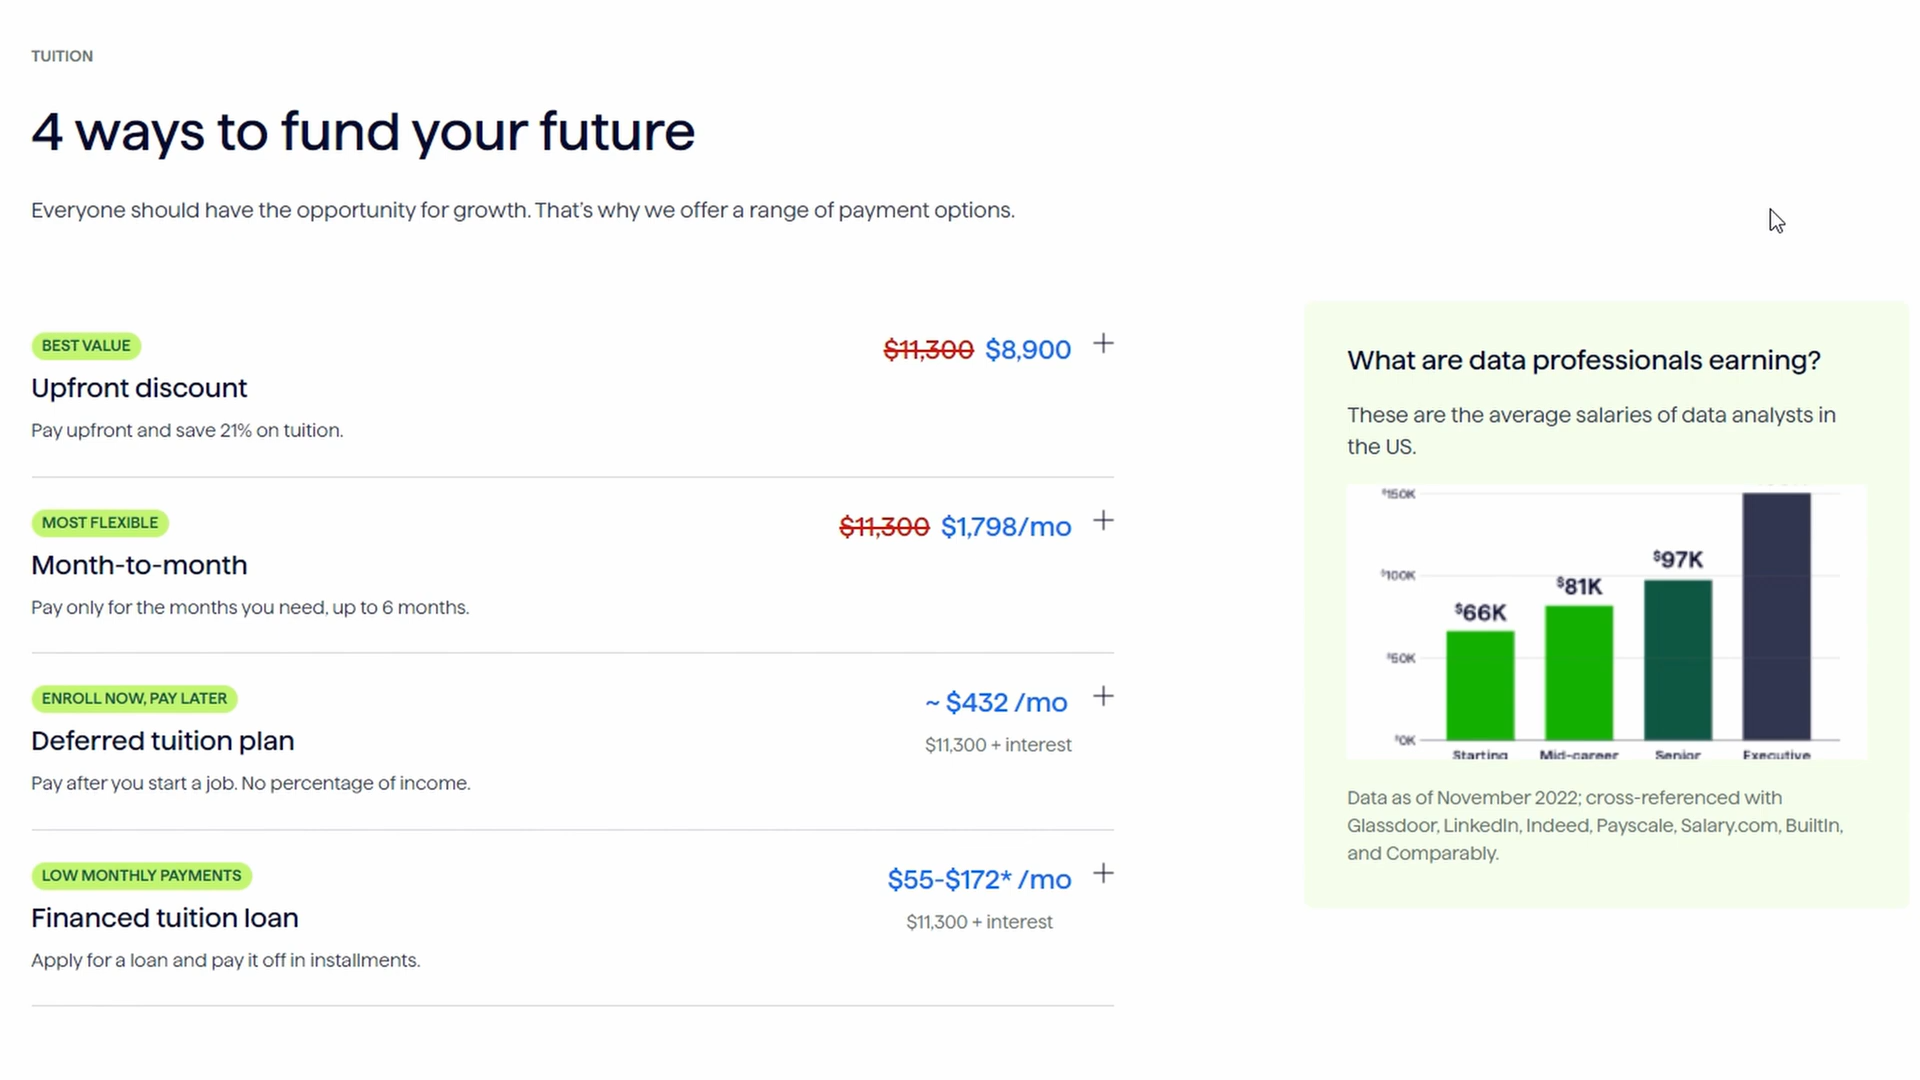 TUITION
4 ways to fund your future
Everyone should have the opportunity for growth. That's why we offer a range of payment options.
BEST VALUE
$11,300 $8,900
Upfront discount
Pay upfront and save 21% on tuition.
MOST FLEXIBLE
$11,300 $1,798/mo
Month-to-month
Pay only for the months you need, up to 6 months.
ENROLL NOW, PAY LATER
~ $432 /mo
Deferred tuition plan
$11,300 + interest
Pay after you start a job. No percentage of income.
LOW MONTHLY PAYMENTS
$55-$172* /mo
Financed tuition loan
$11,300 + interest
Apply for a loan and pay it off in installments.
What are data professionals earning?
These are the average salaries of data analysts in
the US.
$150K
$97K
$100K
$81K
$66K
$50K
$0K
Starting Mid-career Senior Executive
Data as of November 2022; cross-referenced with
Glassdoor, LinkedIn, Indeed, Payscale, Salary.com, BuiltIn,
and Comparably.